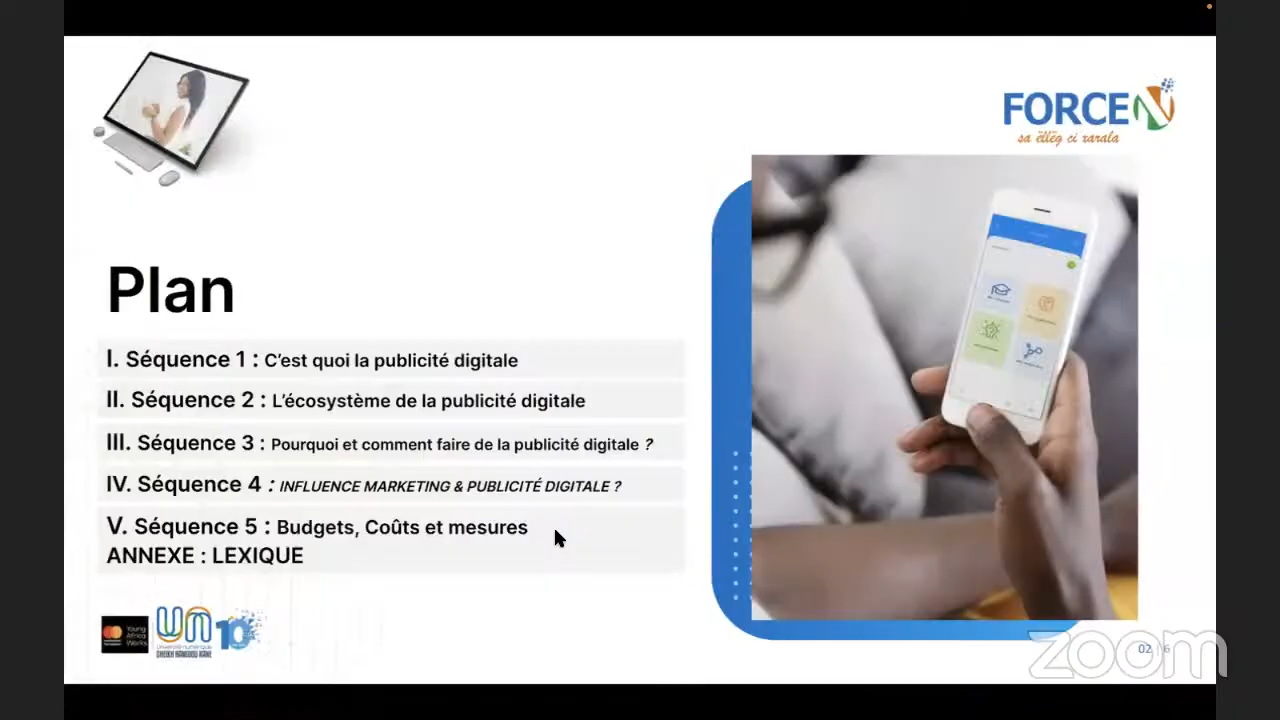 FORCE N
sa ëllëg ci xarala
Plan
I. Séquence 1 : C’est quoi la publicité digitale
II. Séquence 2 : L’écosystème de la publicité digitale
III. Séquence 3 : Pourquoi et comment faire de la publicité digitale ?
IV. Séquence 4 : INFLUENCE MARKETING & PUBLICITÉ DIGITALE ?
V. Séquence 5 : Budgets, Coûts et mesures
ANNEXE : LEXIQUE
Young
Africa
Works
10
zoom
02